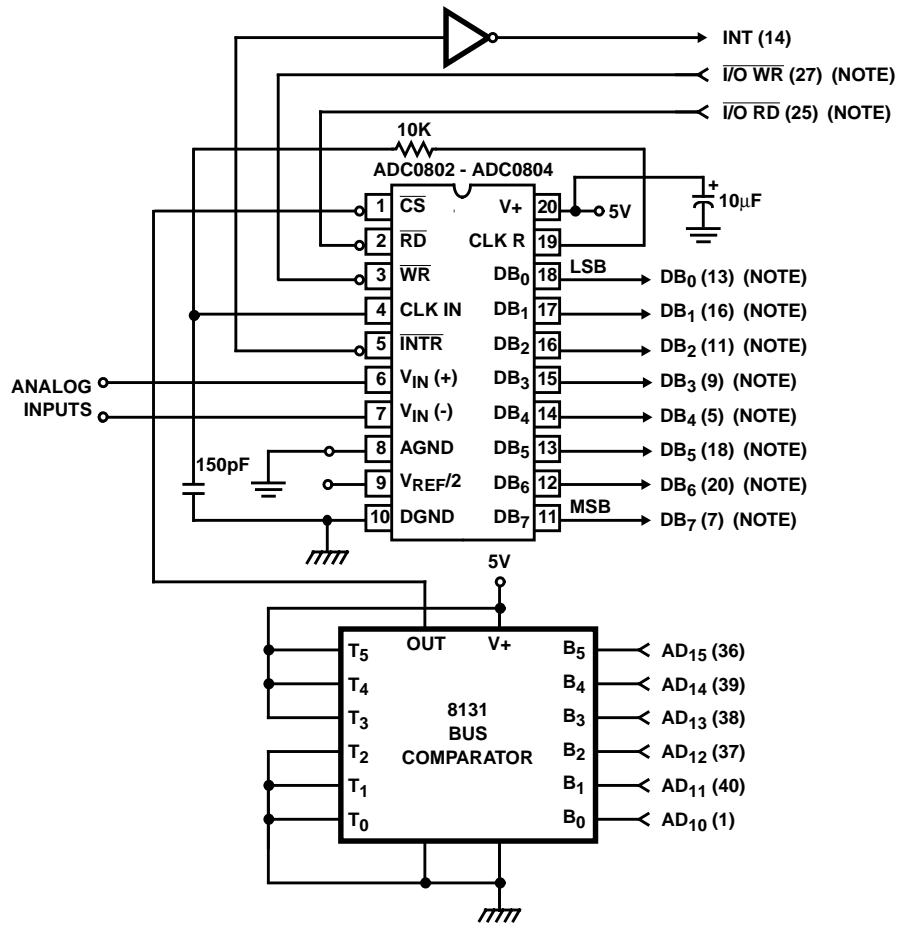 INT (14)
I/O WR (27) (NOTE)
I/O RD (25) (NOTE)
10K
ADC0802 - ADC0804
1 CS V+ 20 5V + 10µF
2 RD CLK R 19
3 WR DB0 18 LSB DB0 (13) (NOTE)
4 CLK IN DB1 17 DB1 (16) (NOTE)
5 INTR DB2 16 DB2 (11) (NOTE)
ANALOG INPUTS
6 VIN (+) DB3 15 DB3 (9) (NOTE)
7 VIN (-) DB4 14 DB4 (5) (NOTE)
8 AGND DB5 13 DB5 (18) (NOTE)
150pF
9 VREF/2 DB6 12 DB6 (20) (NOTE)
10 DGND DB7 11 MSB DB7 (7) (NOTE)
5V
OUT V+
T5 B5 AD15 (36)
T4 B4 AD14 (39)
T3 B3 AD13 (38)
8131
BUS
COMPARATOR
T2 B2 AD12 (37)
T1 B1 AD11 (40)
T0 B0 AD10 (1)